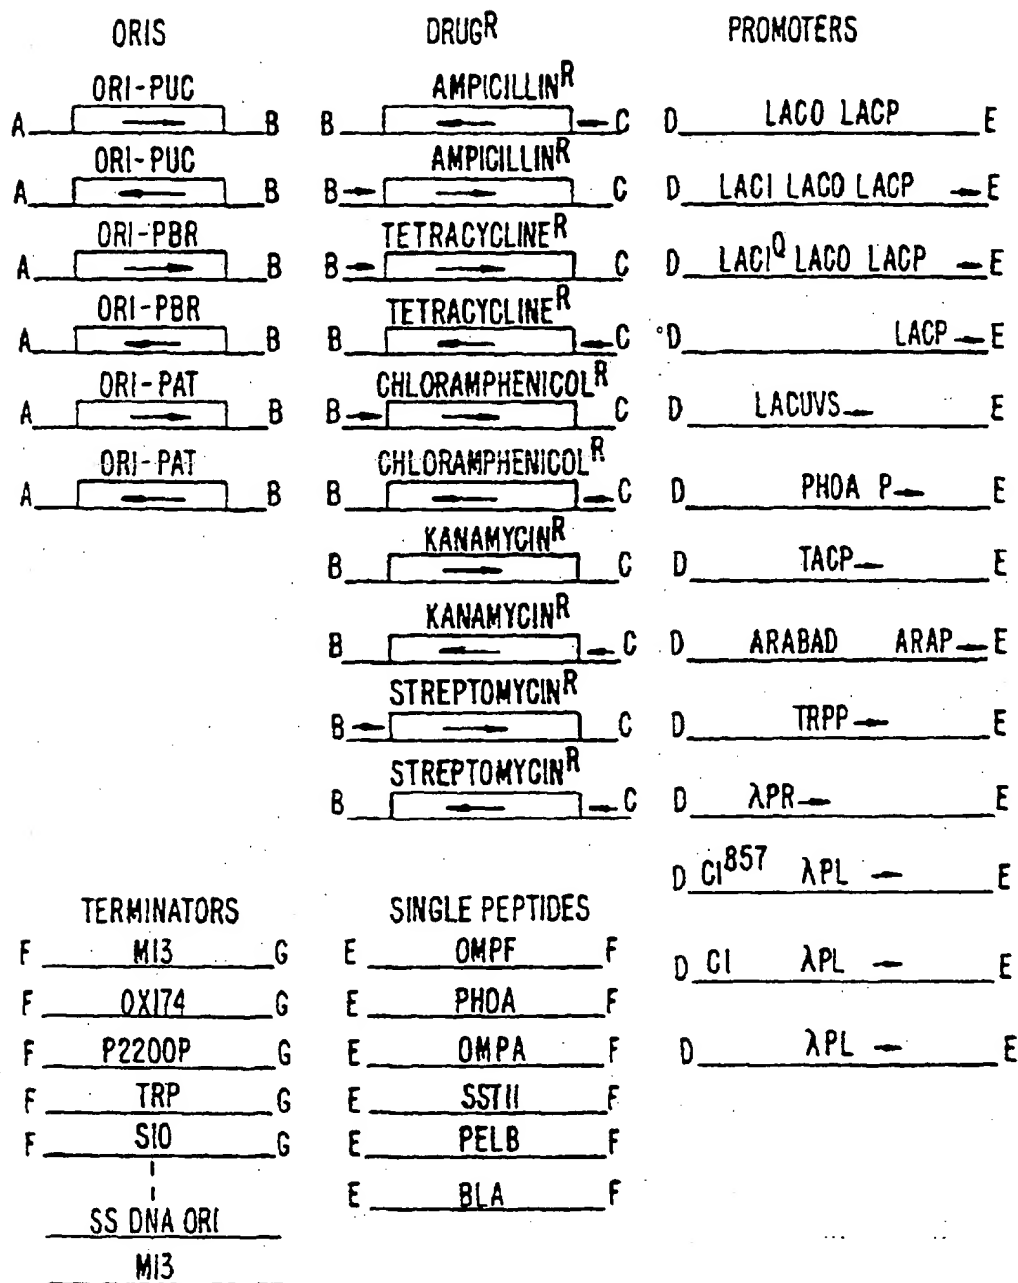 ORIS
ORI-PUC
A B
ORI-PUC
A B
ORI-PBR
A B
ORI-PBR
A B
ORI-PAT
A B
ORI-PAT
A B
DRUGR
AMPICILLINR
B C
AMPICILLINR
B C
TETRACYCLINER
B C
TETRACYCLINER
B C
CHLORAMPHENICOLR
B C
CHLORAMPHENICOLR
B C
KANAMYCINR
B C
KANAMYCINR
B C
STREPTOMYCINR
B C
STREPTOMYCINR
B C
PROMOTERS
D LACO LACP E
D LACI LACO LACP E
D LACIQ LACO LACP E
D LACP E
D LACUVS E
D PHOA P E
D TACP E
D ARABAD ARAP E
D TRPP E
D λPR E
D CI857 λPL E
D CI λPL E
D λPL E
TERMINATORS
F M13 G
F OX174 G
F P2200P G
F TRP G
F S10 G
SS DNA ORI
M13
SINGLE PEPTIDES
E OMPF F
E PHOA F
E OMPA F
E SSTII F
E PELB F
E BLA F